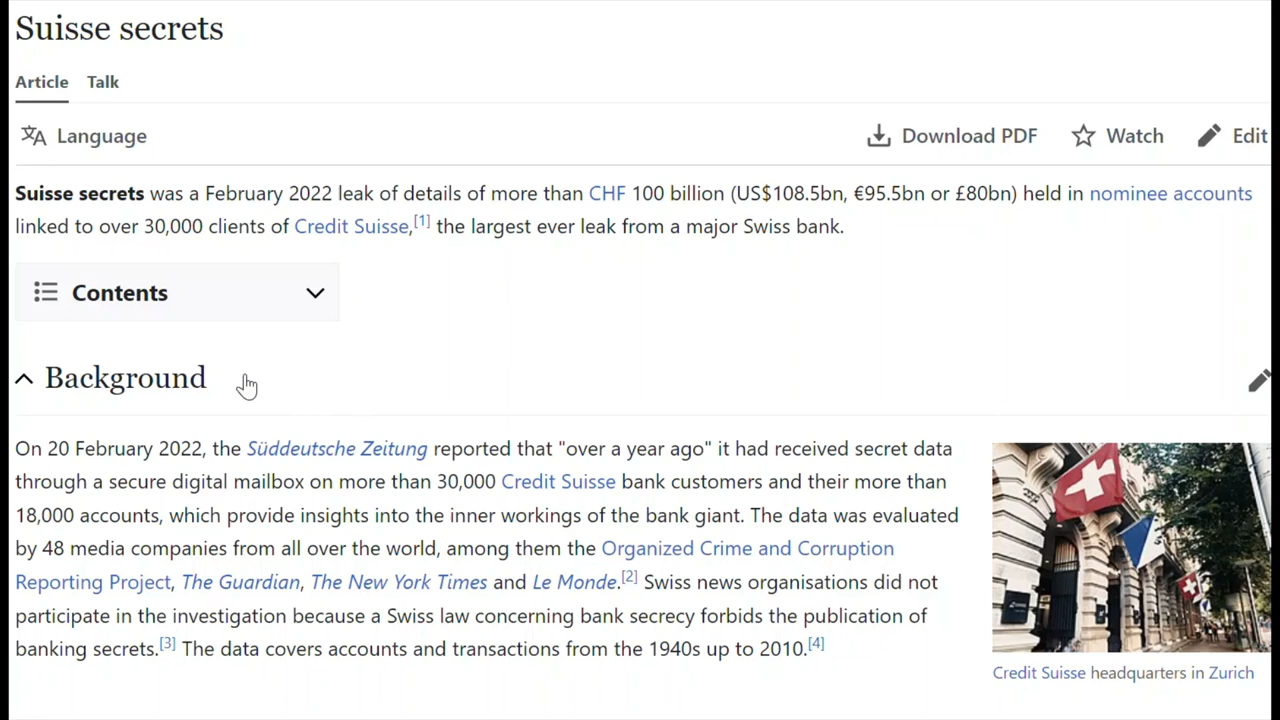 Suisse secrets
Article Talk
Language Download PDF Watch Edit
Suisse secrets was a February 2022 leak of details of more than CHF 100 billion (US$108.5bn, €95.5bn or £80bn) held in nominee accounts
linked to over 30,000 clients of Credit Suisse,[1] the largest ever leak from a major Swiss bank.
Contents
Background
On 20 February 2022, the Süddeutsche Zeitung reported that "over a year ago" it had received secret data
through a secure digital mailbox on more than 30,000 Credit Suisse bank customers and their more than
18,000 accounts, which provide insights into the inner workings of the bank giant. The data was evaluated
by 48 media companies from all over the world, among them the Organized Crime and Corruption
Reporting Project, The Guardian, The New York Times and Le Monde.[2] Swiss news organisations did not
participate in the investigation because a Swiss law concerning bank secrecy forbids the publication of
banking secrets.[3] The data covers accounts and transactions from the 1940s up to 2010.[4]
Credit Suisse headquarters in Zurich